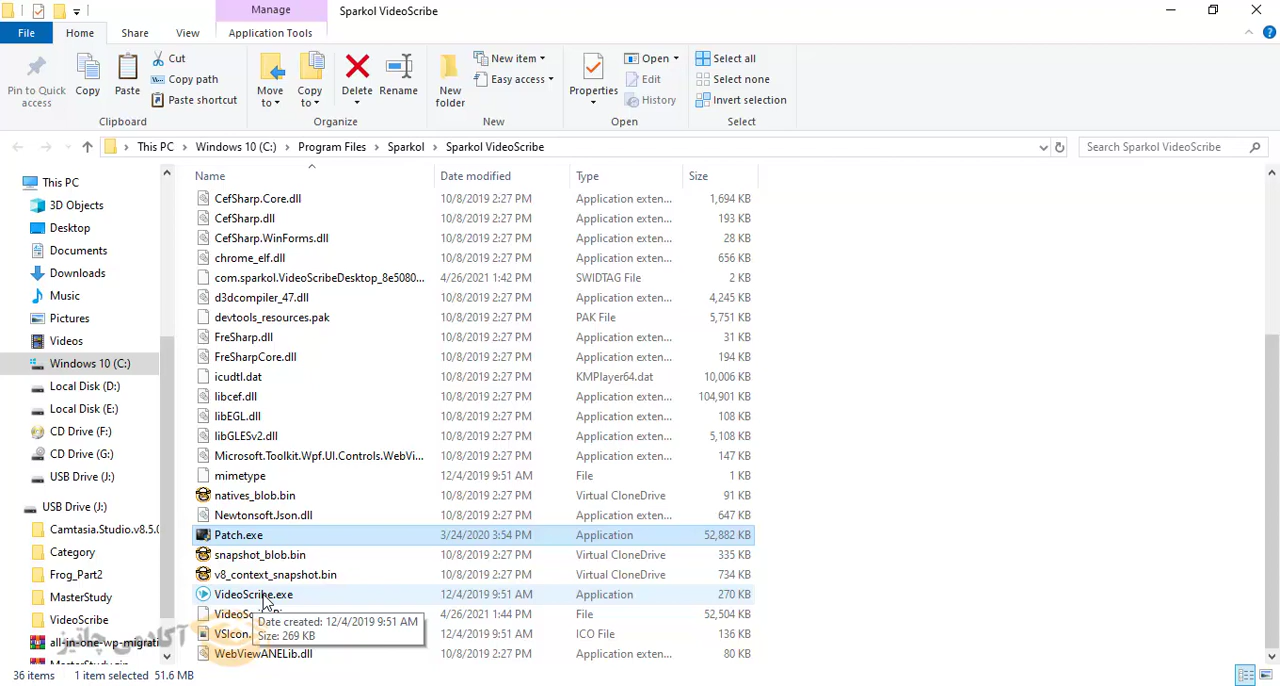 Manage
Sparkol VideoScribe
File
Home
Share
View
Application Tools
Pin to Quick access
Copy
Paste
Cut
Copy path
Paste shortcut
Clipboard
Move to
Copy to
Delete
Rename
Organize
New folder
New item
Easy access
New
Properties
Open
Edit
History
Open
Select all
Select none
Invert selection
Select
This PC > Windows 10 (C:) > Program Files > Sparkol > Sparkol VideoScribe
Search Sparkol VideoScribe
This PC
3D Objects
Desktop
Documents
Downloads
Music
Pictures
Videos
Windows 10 (C:)
Local Disk (D:)
Local Disk (E:)
CD Drive (F:)
CD Drive (G:)
USB Drive (J:)
USB Drive (J:)
Camtasia.Studio.v8.5.0
Category
Frog_Part2
MasterStudy
VideoScribe
all-in-one-wp-migrati
Name Date modified Type Size
CefSharp.Core.dll 10/8/2019 2:27 PM Application exten... 1,694 KB
CefSharp.dll 10/8/2019 2:27 PM Application exten... 193 KB
CefSharp.WinForms.dll 10/8/2019 2:27 PM Application exten... 28 KB
chrome_elf.dll 10/8/2019 2:27 PM Application exten... 656 KB
com.sparkol.VideoScribeDesktop_8e5080... 4/26/2021 1:42 PM SWIDTAG File 2 KB
d3dcompiler_47.dll 10/8/2019 2:27 PM Application exten... 4,245 KB
devtools_resources.pak 10/8/2019 2:27 PM PAK File 5,751 KB
FreSharp.dll 10/8/2019 2:27 PM Application exten... 31 KB
FreSharpCore.dll 10/8/2019 2:27 PM Application exten... 194 KB
icudtl.dat 10/8/2019 2:27 PM KMPlayer64.dat 10,006 KB
libcef.dll 10/8/2019 2:27 PM Application exten... 104,901 KB
libEGL.dll 10/8/2019 2:27 PM Application exten... 108 KB
libGLESv2.dll 10/8/2019 2:27 PM Application exten... 5,108 KB
Microsoft.Toolkit.Wpf.UI.Controls.WebVi... 10/8/2019 2:27 PM Application exten... 147 KB
mimetype 12/4/2019 9:51 AM File 1 KB
natives_blob.bin 10/8/2019 2:27 PM Virtual CloneDrive 91 KB
Newtonsoft.Json.dll 10/8/2019 2:27 PM Application exten... 647 KB
Patch.exe 3/24/2020 3:54 PM Application 52,882 KB
snapshot_blob.bin 10/8/2019 2:27 PM Virtual CloneDrive 335 KB
v8_context_snapshot.bin 10/8/2019 2:27 PM Virtual CloneDrive 734 KB
VideoScribe.exe 12/4/2019 9:51 AM Application 270 KB
4/26/2021 1:44 PM File 52,504 KB
VSIcon. 12/4/2019 9:51 AM ICO File 136 KB
WebViewANELib.dll 10/8/2019 2:27 PM Application exten... 80 KB
Date created: 12/4/2019 9:51 AM
Size: 269 KB
آکادمی چاتیز
36 items 1 item selected 51.6 MB